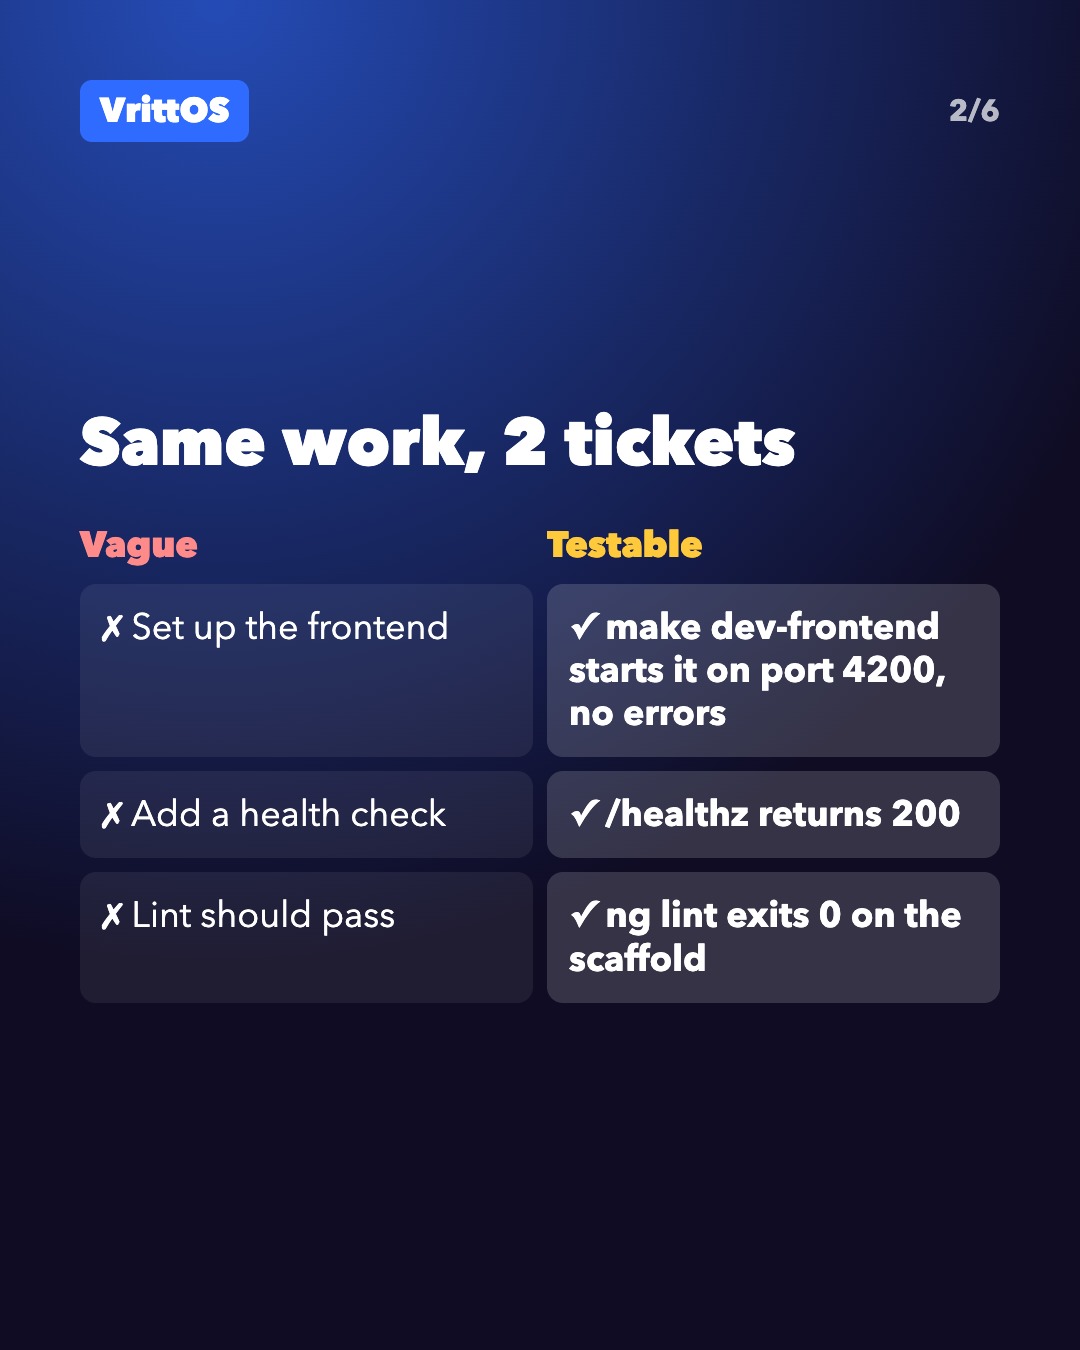 VrittOS
2/6
Same work, 2 tickets
Vague
Testable
✗ Set up the frontend
✓ make dev-frontend
starts it on port 4200,
no errors
✗ Add a health check
✓ /healthz returns 200
✗ Lint should pass
✓ ng lint exits 0 on the
scaffold